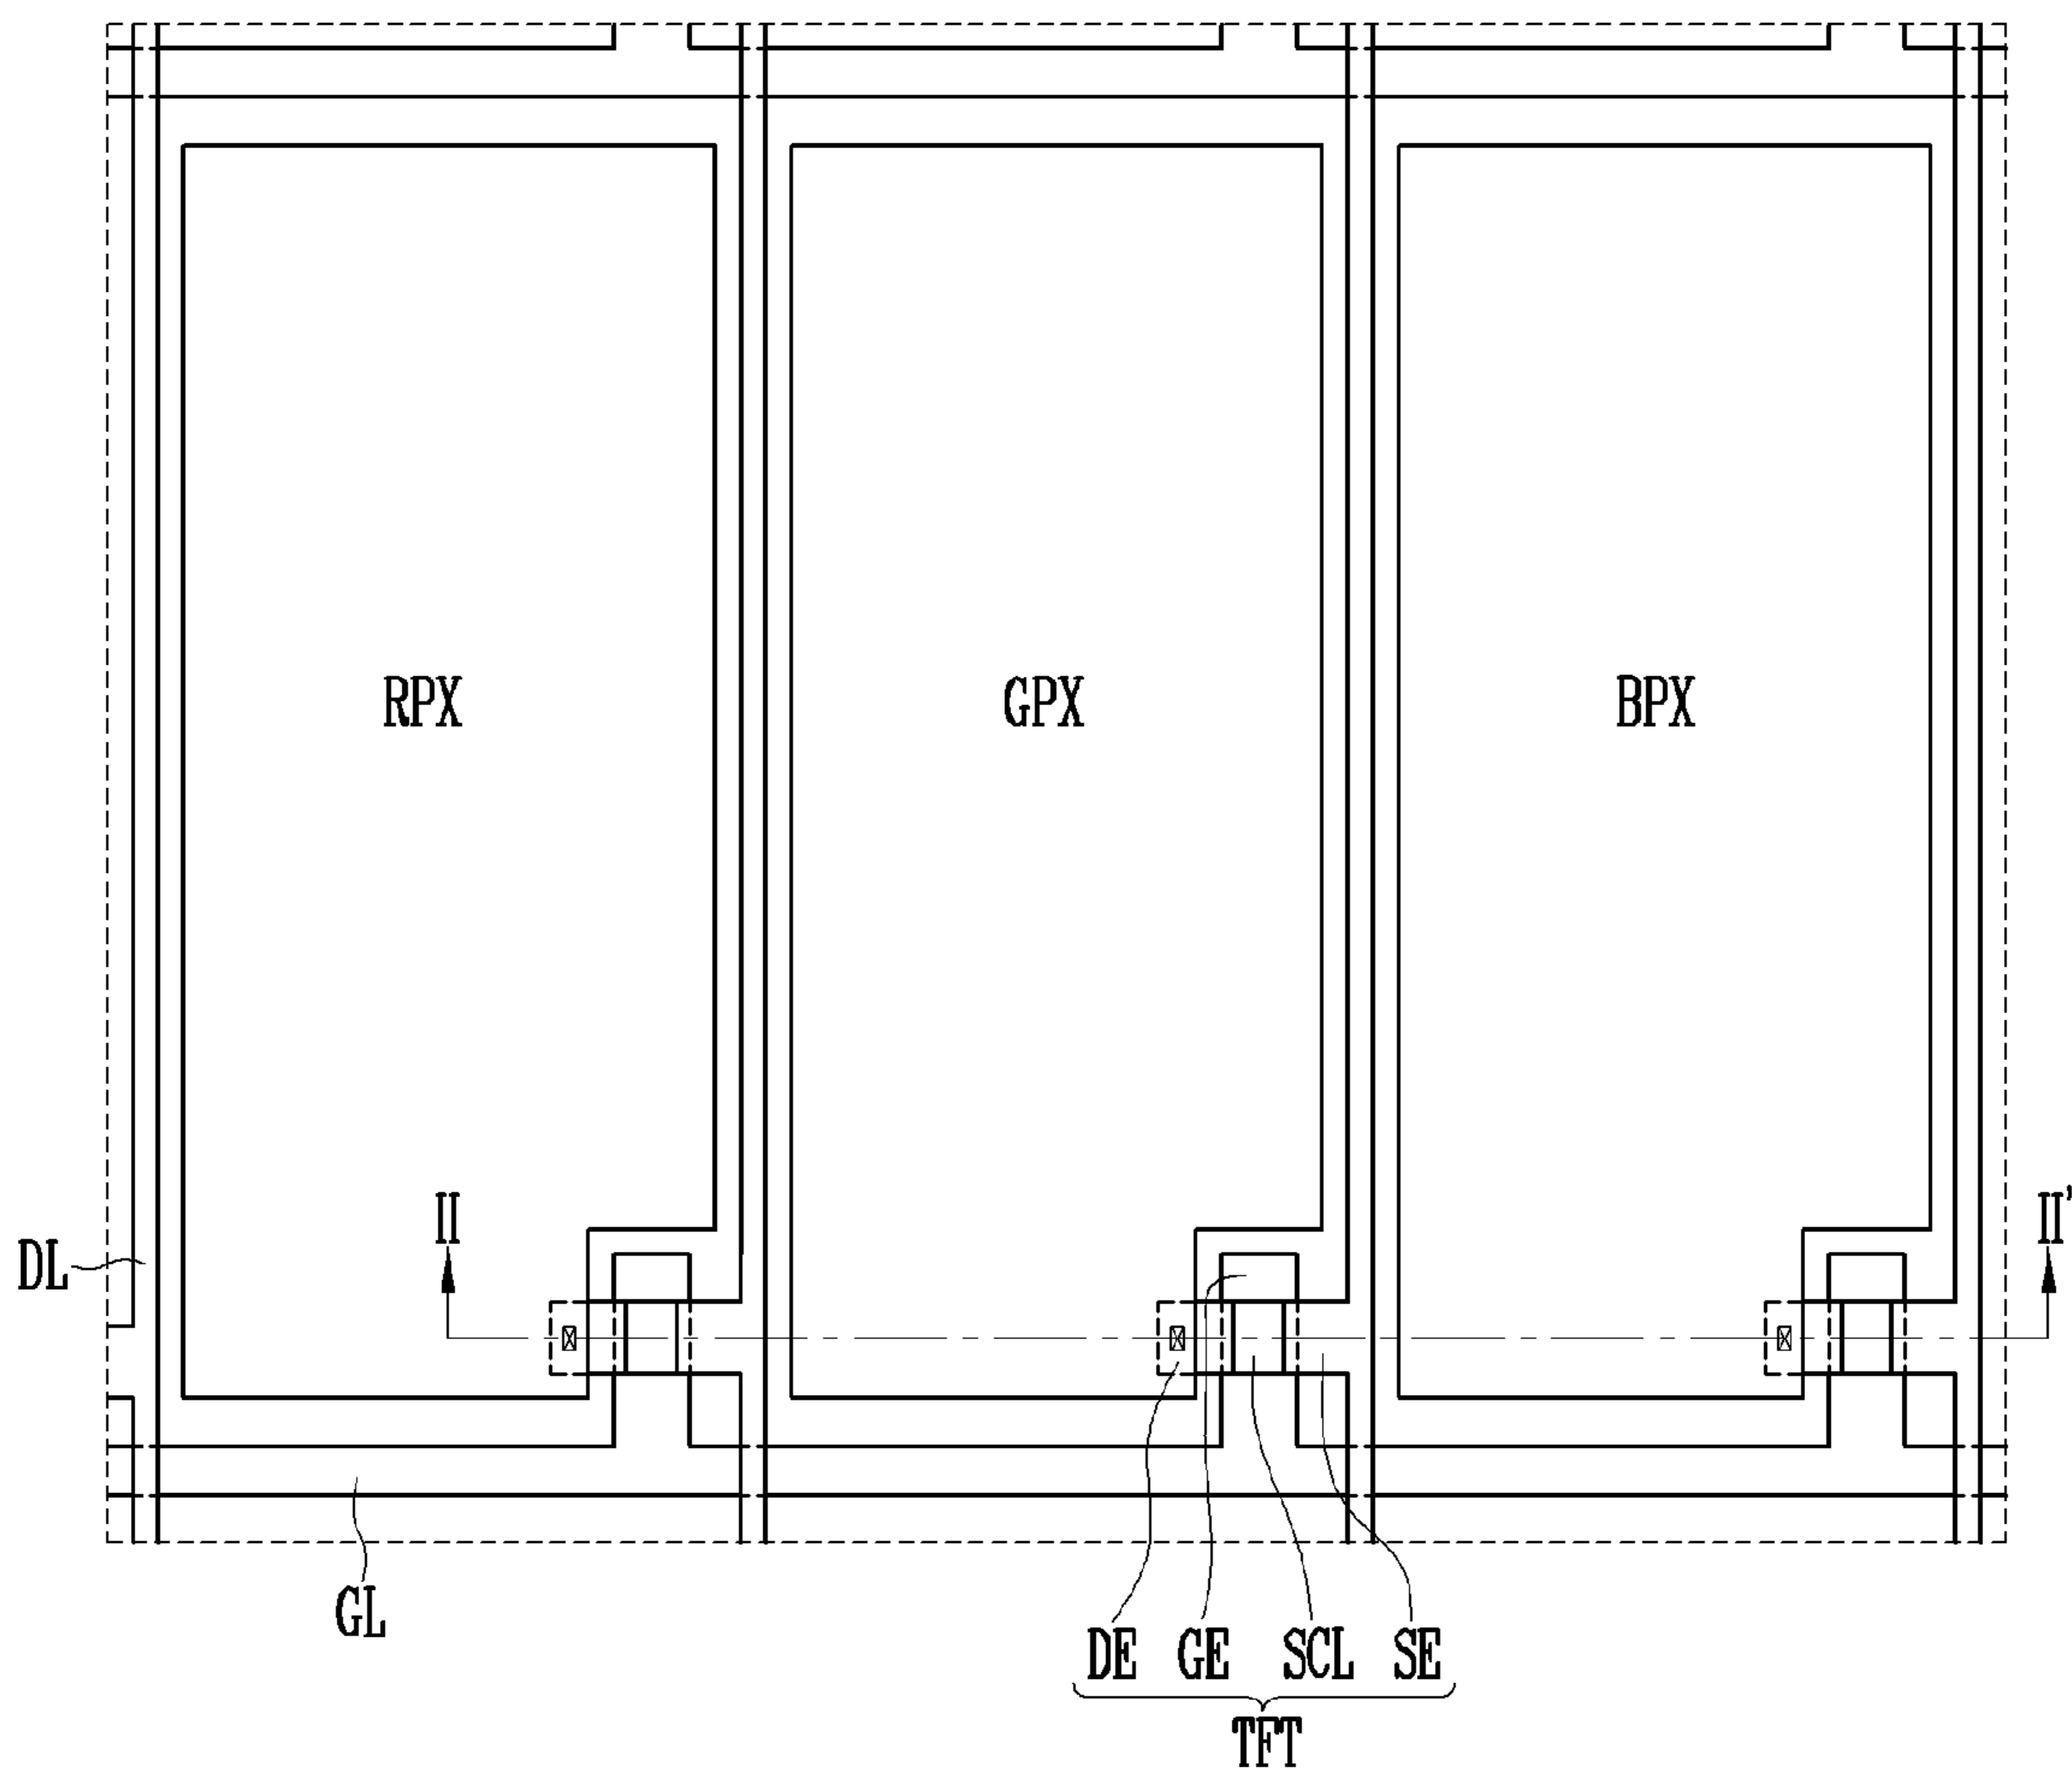 RPX GPX BPX
II II'
DL
GL
DE GE SCL SE
TFT